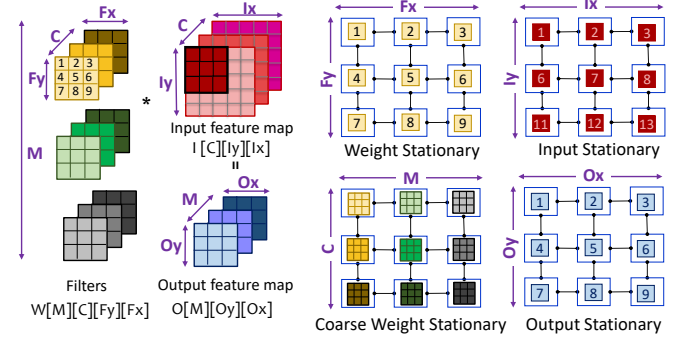 Fx
C
Fy
1 2 3
4 5 6
7 8 9
M
*
Ix
C
Iy
Input feature map
I [C][Iy][Ix]
=
Ox
M
Oy
Filters
W[M][C][Fy][Fx]
Output feature map
O[M][Oy][Ox]
Fx
Fy
1 2 3
4 5 6
7 8 9
Weight Stationary
Ix
Iy
1 2 3
6 7 8
11 12 13
Input Stationary
M
C
Coarse Weight Stationary
Ox
Oy
1 2 3
4 5 6
7 8 9
Output Stationary